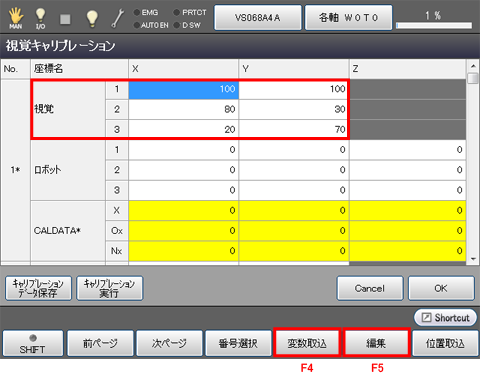 MAN
I/O
EMG
PRTCT
AUTO EN
D SW
VS068A4A
各軸 W0T0
1 %
視覚キャリブレーション
No. 座標名 X Y Z
1* 視覚 1 100 100
2 80 30
3 20 70
ロボット 1 0 0 0
2 0 0 0
3 0 0 0
CALDATA* X 0 0 0
Ox 0 0 0
Nx 0 0 0
キャリブレーション
データ保存
キャリブレーション
実行
Cancel
OK
Shortcut
SHIFT
前ページ
次ページ
番号選択
変数取込
編集
位置取込
F4
F5